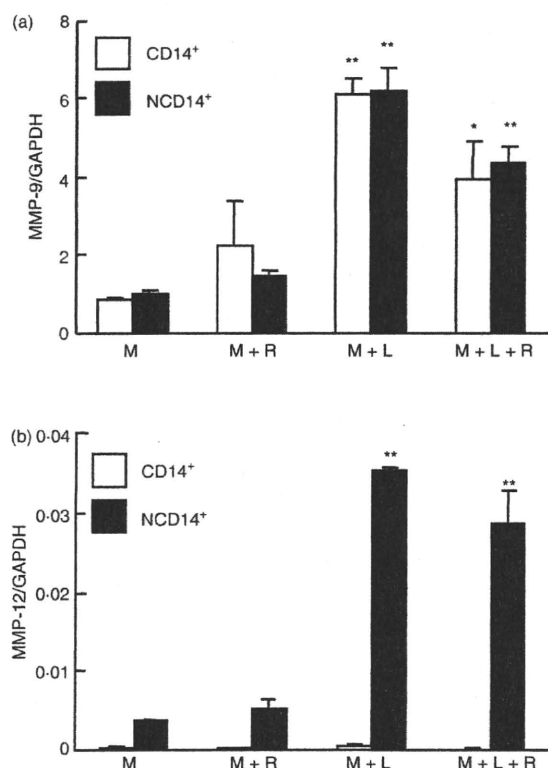 (a)
8
6
4
2
0
MMP-9/GAPDH
CD14⁺
NCD14⁺
** **
* **
M M + R M + L M + L + R
(b)
0·04
0·03
0·02
0·01
0
MMP-12/GAPDH
CD14⁺
NCD14⁺
**
**
M M + R M + L M + L + R